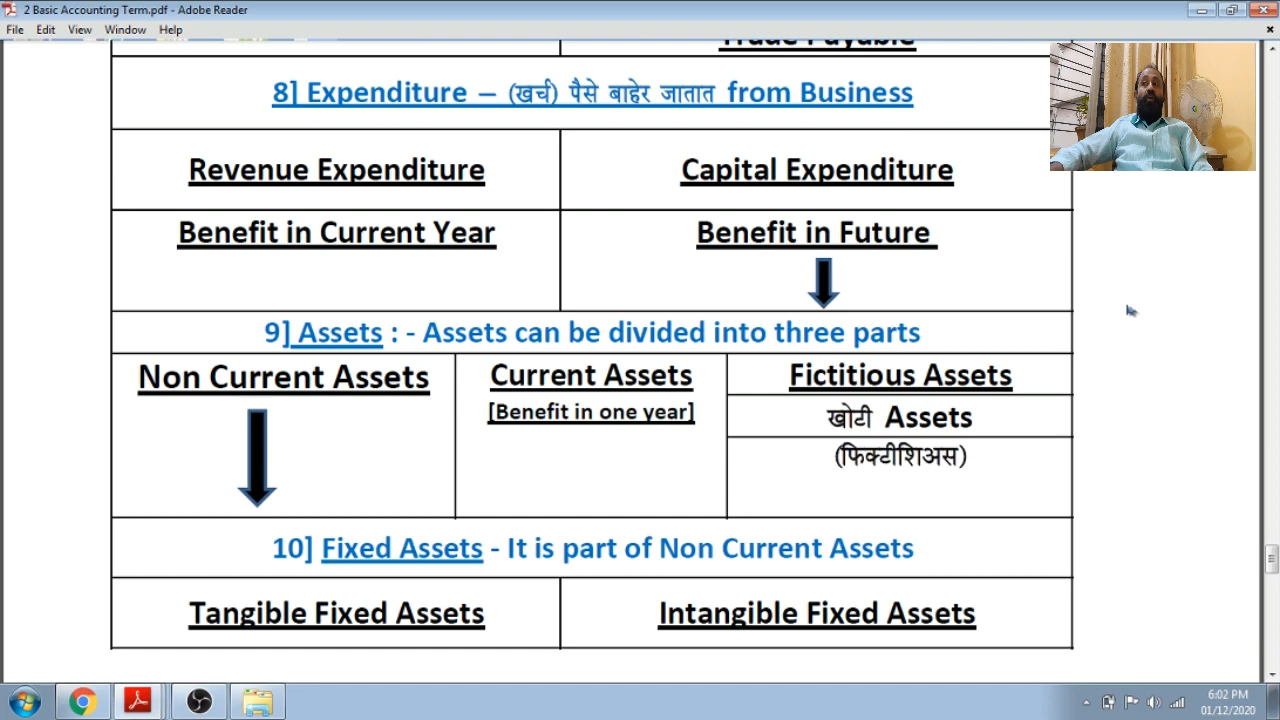 2 Basic Accounting Term.pdf - Adobe Reader
File Edit View Window Help
Trade Payable
8] Expenditure – (खर्च) पैसे बाहेर जातात from Business
Revenue Expenditure Capital Expenditure
Benefit in Current Year Benefit in Future
9] Assets : - Assets can be divided into three parts
Non Current Assets Current Assets Fictitious Assets
[Benefit in one year] खोटी Assets
(फिक्टीशिअस)
10] Fixed Assets - It is part of Non Current Assets
Tangible Fixed Assets Intangible Fixed Assets
6:02 PM
01/12/2020